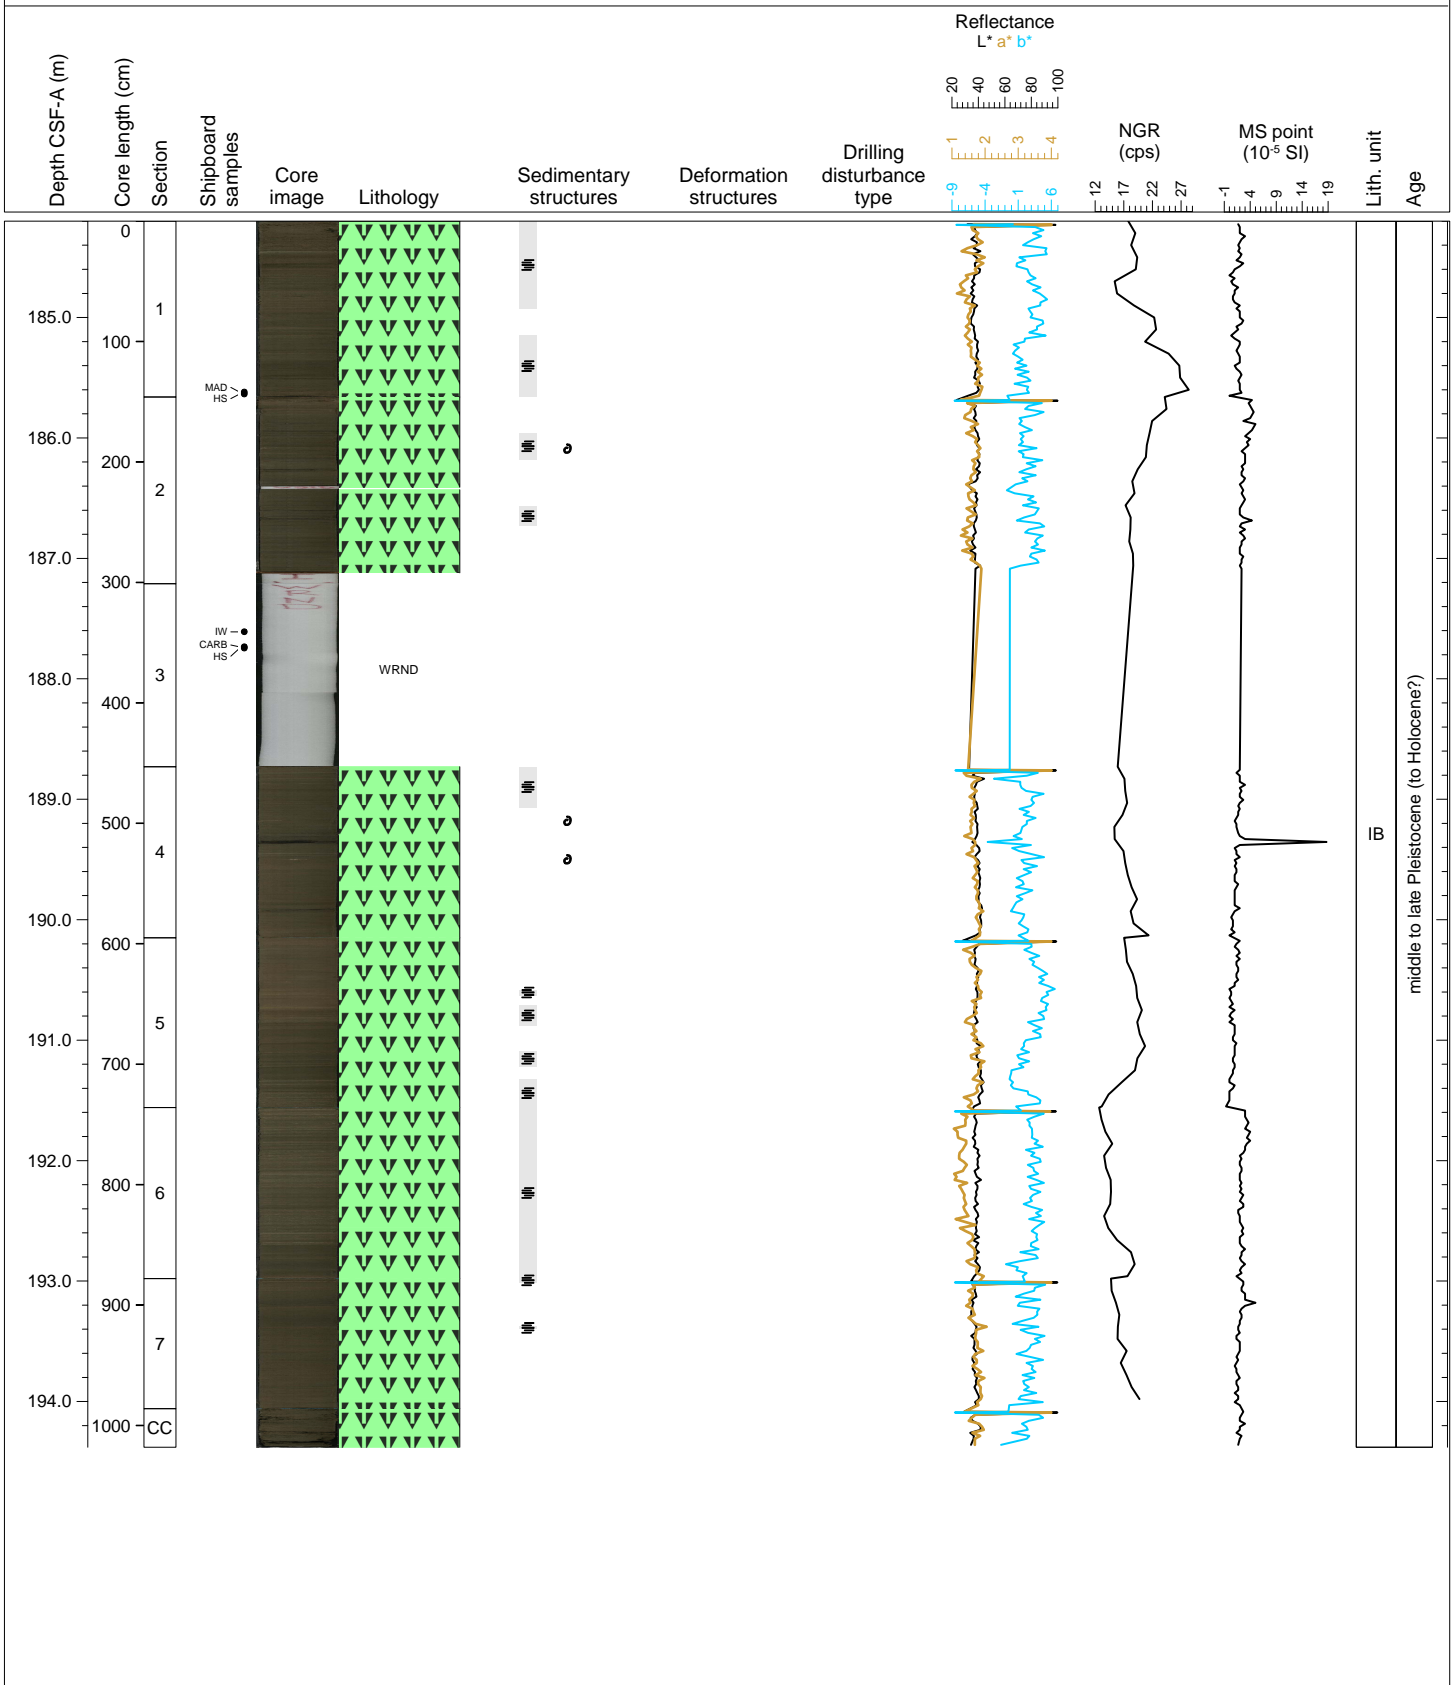 Reflectance
L* a* b*
20 40 60 80 100
1 2 3 4
-9 -4 1 6
Depth CSF-A (m)
Core length (cm)
Section
Shipboard
samples
Core
image
Lithology
Sedimentary
structures
Deformation
structures
Drilling
disturbance
type
NGR
(cps)
12 17 22 27
MS point
(10-5 SI)
-1 4 9 14 19
Lith. unit
Age
0
1
185.0
100
MAD
HS
186.0
200
2
187.0
300
IW
CARB
HS
WRND
3
188.0
400
189.0
500
4
IB
middle to late Pleistocene (to Holocene?)
190.0
600
5
191.0
700
192.0
800
6
193.0
900
7
194.0
1000
CC